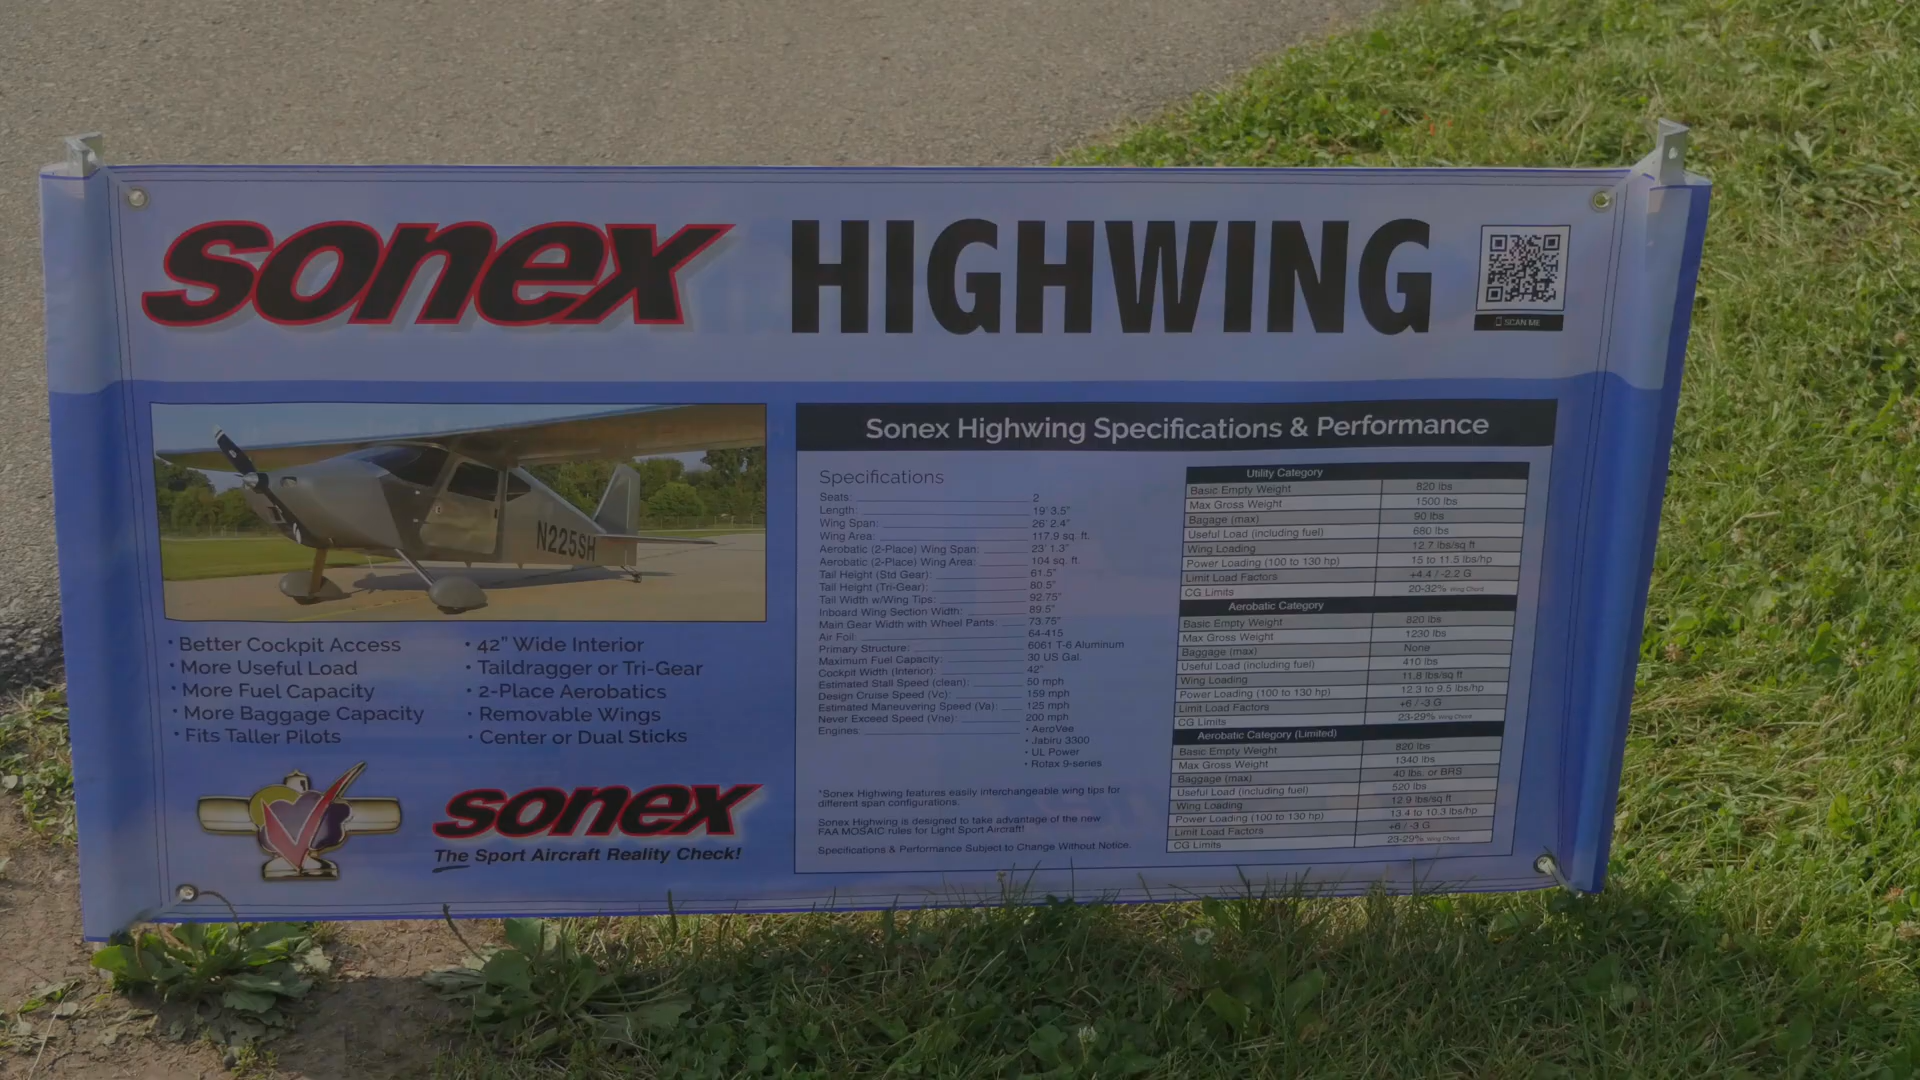 sonex HIGHWING
SCAN ME
N225SH
• Better Cockpit Access
• More Useful Load
• More Fuel Capacity
• More Baggage Capacity
• Fits Taller Pilots
• 42" Wide Interior
• Taildragger or Tri-Gear
• 2-Place Aerobatics
• Removable Wings
• Center or Dual Sticks
sonex
The Sport Aircraft Reality Check!
Sonex Highwing Specifications & Performance
Specifications
Seats: 2
Length: 19' 3.5"
Wing Span: 26' 2.4"
Wing Area: 117.9 sq. ft.
Aerobatic (2-Place) Wing Span: 23' 1.3"
Aerobatic (2-Place) Wing Area: 104 sq. ft.
Tail Height (Std Gear): 61.5"
Tail Height (Tri-Gear): 80.5"
Tail Width w/Wing Tips: 92.75"
Inboard Wing Section Width: 89.5"
Main Gear Width with Wheel Pants: 73.75"
Air Foil: 64-415
Primary Structure: 6061 T-6 Aluminum
Maximum Fuel Capacity: 30 US Gal.
Cockpit Width (Interior): 42"
Estimated Stall Speed (clean): 50 mph
Design Cruise Speed (Vc): 159 mph
Estimated Maneuvering Speed (Va): 125 mph
Never Exceed Speed (Vne): 200 mph
Engines: • AeroVee
• Jabiru 3300
• UL Power
• Rotax 9-series
*Sonex Highwing features easily interchangeable wing tips for
different span configurations.
Sonex Highwing is designed to take advantage of the new
FAA MOSAIC rules for Light Sport Aircraft!
Specifications & Performance Subject to Change Without Notice.
Utility Category
Basic Empty Weight 820 lbs
Max Gross Weight 1500 lbs
Bagage (max) 90 lbs
Useful Load (including fuel) 680 lbs
Wing Loading 12.7 lbs/sq ft
Power Loading (100 to 130 hp) 15 to 11.5 lbs/hp
Limit Load Factors +4.4 / -2.2 G
CG Limits 20-32% Wing Chord
Aerobatic Category
Basic Empty Weight 820 lbs
Max Gross Weight 1230 lbs
Baggage (max) None
Useful Load (including fuel) 410 lbs
Wing Loading 11.8 lbs/sq ft
Power Loading (100 to 130 hp) 12.3 to 9.5 lbs/hp
Limit Load Factors +6 / -3 G
CG Limits 23-29% Wing Chord
Aerobatic Category (Limited)
Basic Empty Weight 820 lbs
Max Gross Weight 1340 lbs
Baggage (max) 40 lbs. or BRS
Useful Load (including fuel) 520 lbs
Wing Loading 12.9 lbs/sq ft
Power Loading (100 to 130 hp) 13.4 to 10.3 lbs/hp
Limit Load Factors +6 / -3 G
CG Limits 23-29% Wing Chord